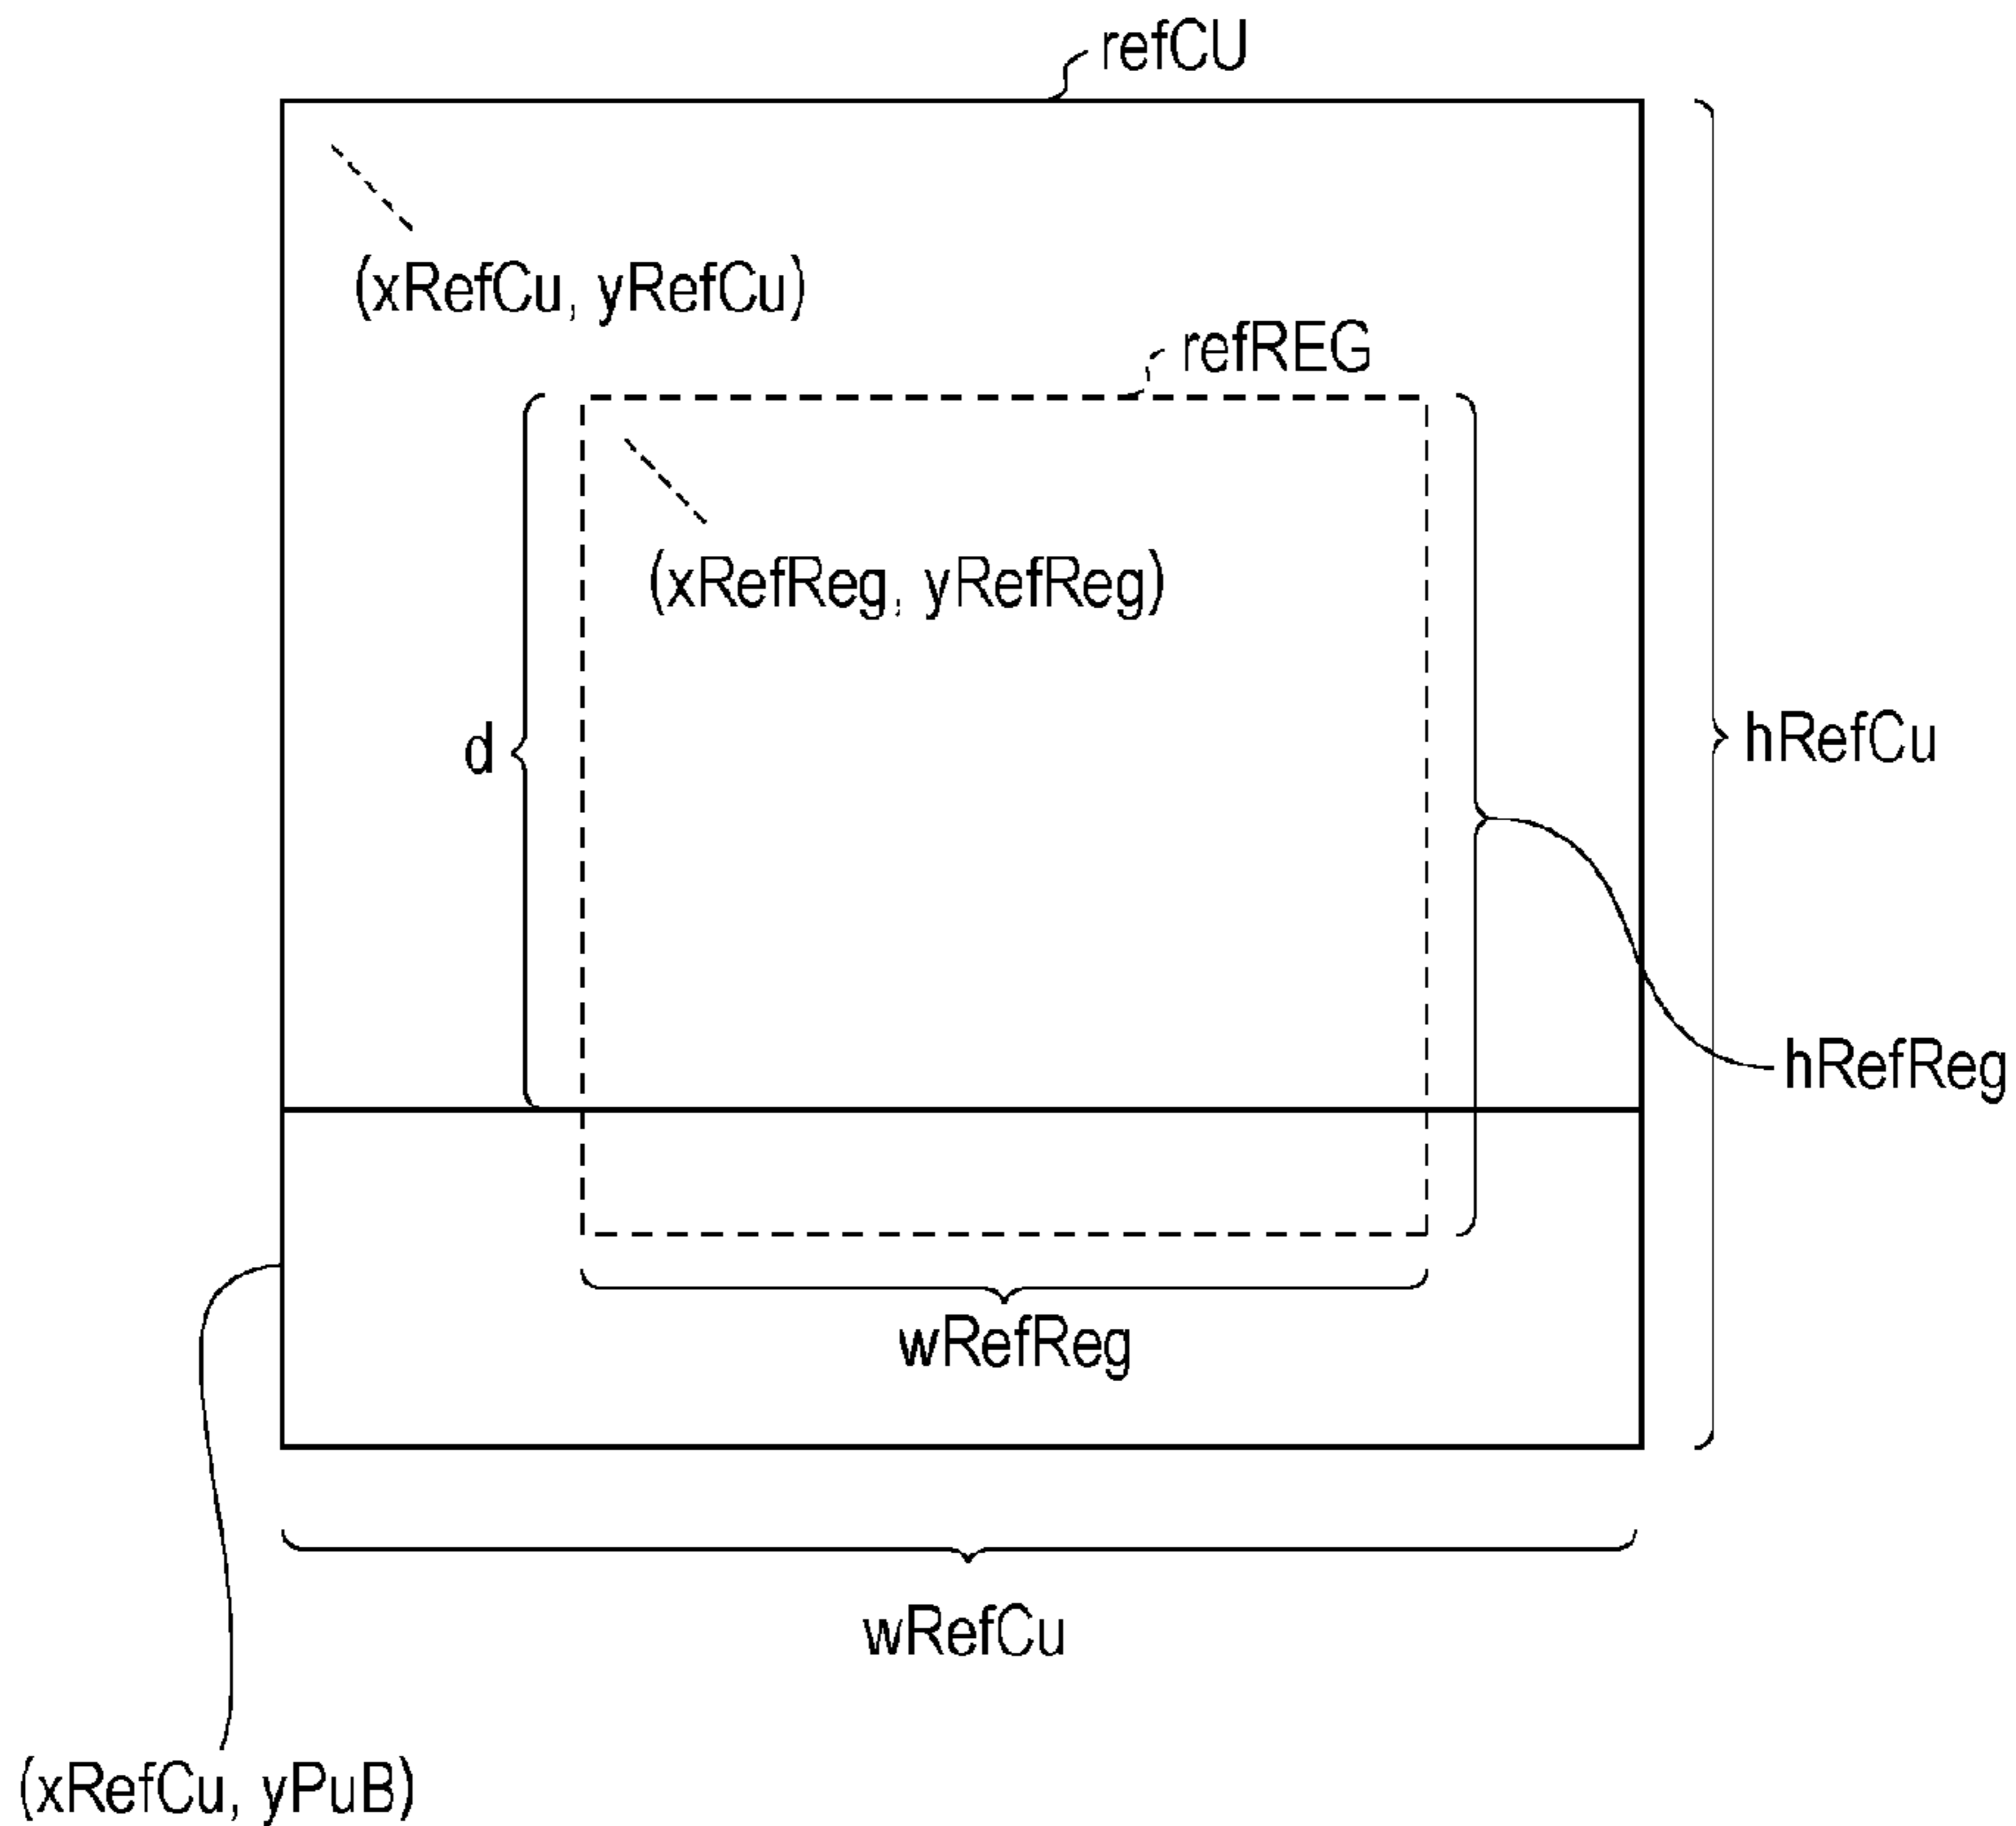 refCU
(xRefCu, yRefCu)
refREG
(xRefReg, yRefReg)
d
hRefCu
hRefReg
wRefReg
wRefCu
(xRefCu, yPuB)